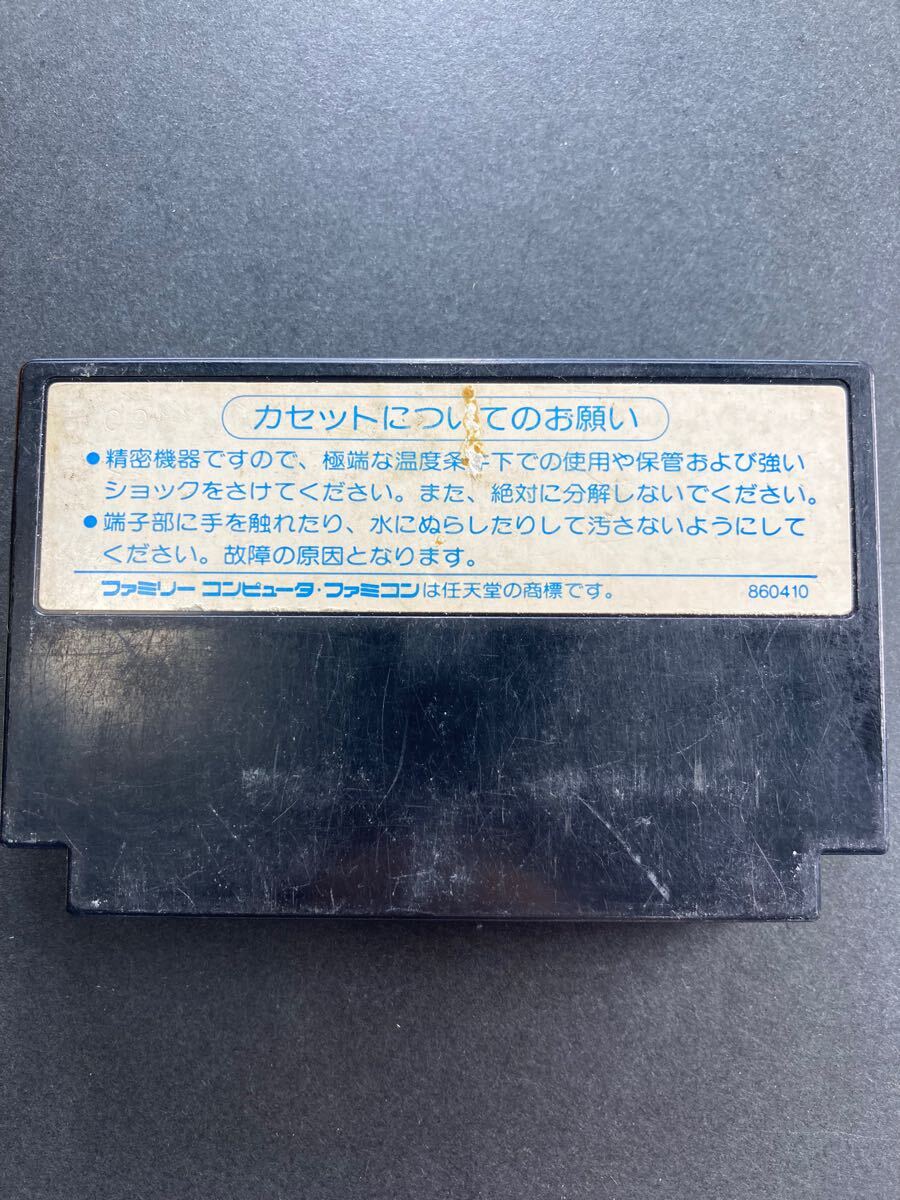 カセットについてのお願い
●精密機器ですので、極端な温度条件下での使用や保管および強い
ショックをさけてください。また、絶対に分解しないでください。
●端子部に手を触れたり、水にぬらしたりして汚さないようにして
ください。故障の原因となります。
ファミリー コンピュータ・ファミコンは任天堂の商標です。 860410